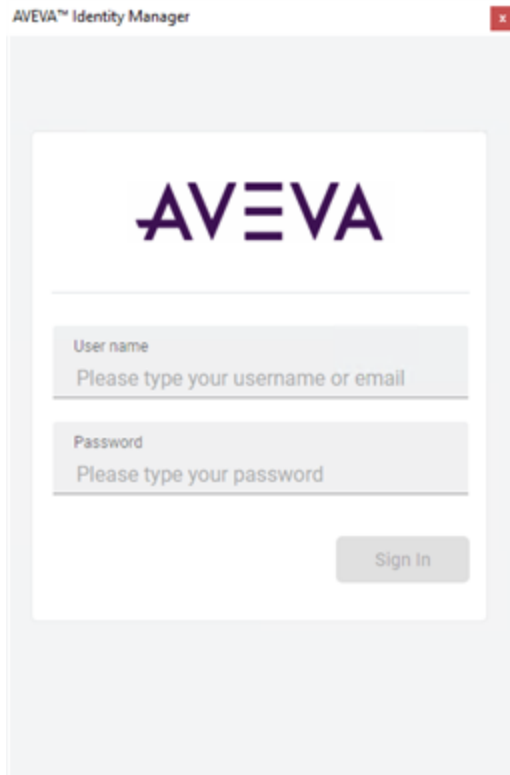 AVEVA™ Identity Manager
x
AVEVA
User name
Please type your username or email
Password
Please type your password
Sign In